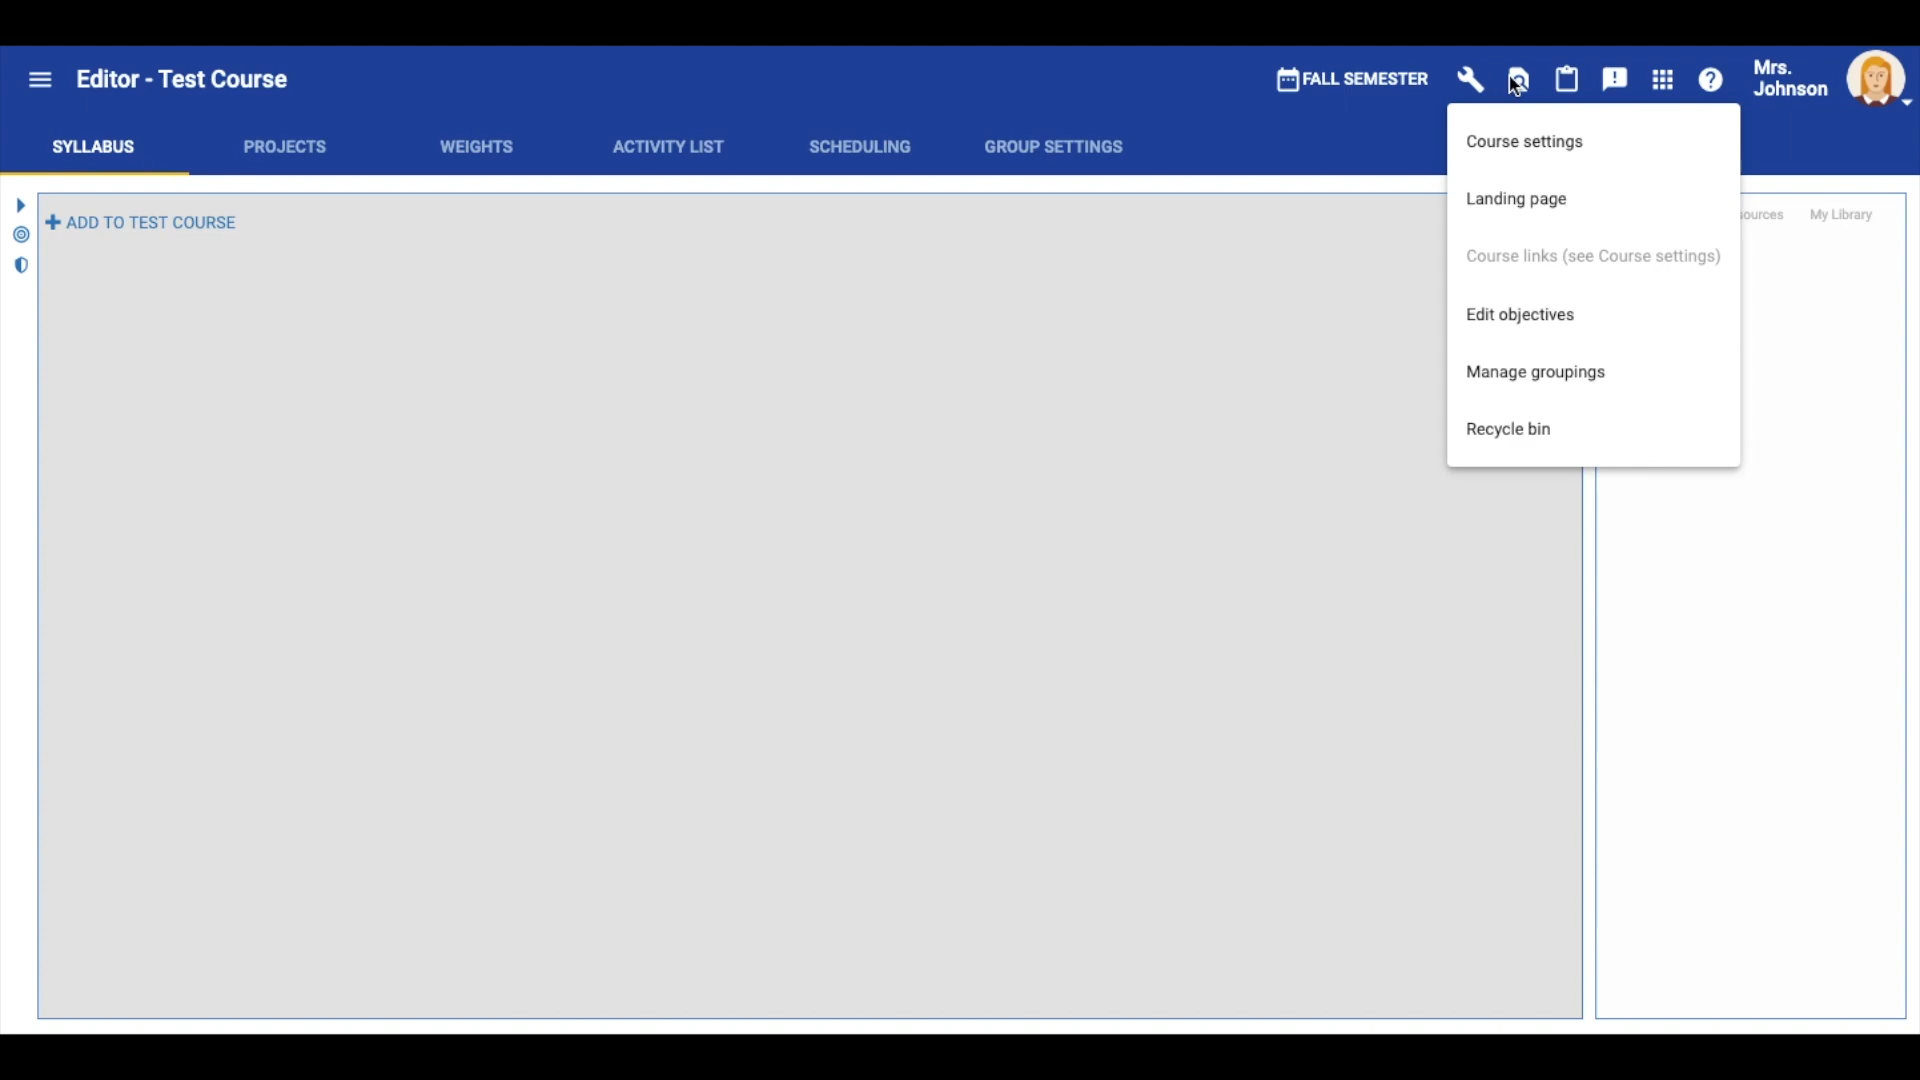 Editor - Test Course
FALL SEMESTER
Mrs.
Johnson
SYLLABUS
PROJECTS
WEIGHTS
ACTIVITY LIST
SCHEDULING
GROUP SETTINGS
ADD TO TEST COURSE
Course settings
Landing page
Course links (see Course settings)
Edit objectives
Manage groupings
Recycle bin
My Library